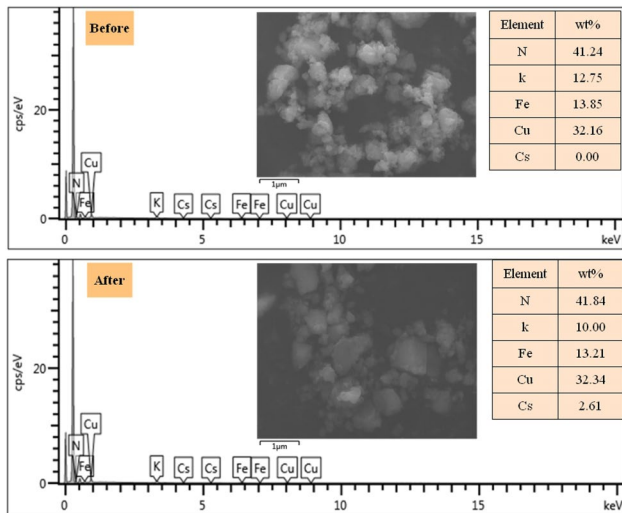 Before
cps/eV
20
0
Cu
N
Fe
K
Cs
Cs
Fe
Fe
Cu
Cu
0
5
10
15
keV
1µm
Element wt%
N 41.24
k 12.75
Fe 13.85
Cu 32.16
Cs 0.00
After
cps/eV
20
0
Cu
N
Fe
K
Cs
Cs
Fe
Fe
Cu
Cu
0
5
10
15
keV
1µm
Element wt%
N 41.84
k 10.00
Fe 13.21
Cu 32.34
Cs 2.61